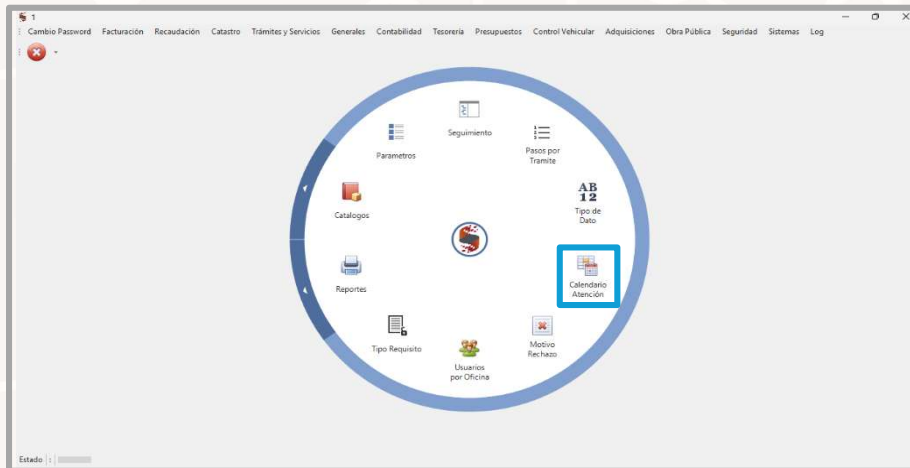 1
Cambio Password Facturación Recaudación Catastro Trámites y Servicios Generales Contabilidad Tesorería Presupuestos Control Vehicular Adquisiciones Obra Pública Seguridad Sistemas Log
Seguimiento
Parametros
Pasos por
Tramite
Catalogos
AB
12
Tipo de
Dato
Reportes
Calendario
Atención
Tipo Requisito
Motivo
Rechazo
Usuarios
por Oficina
Estado